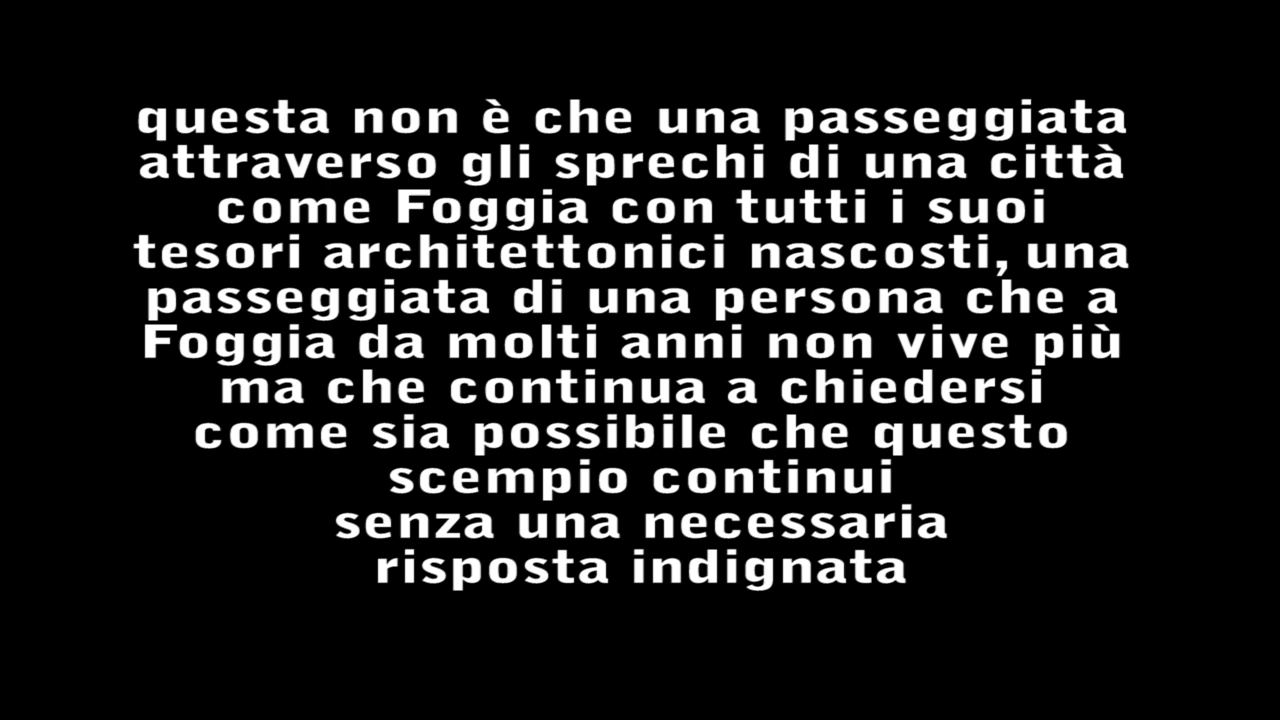 questa non è che una passeggiata
attraverso gli sprechi di una città
come Foggia con tutti i suoi
tesori architettonici nascosti, una
passeggiata di una persona che a
Foggia da molti anni non vive più
ma che continua a chiedersi
come sia possibile che questo
scempio continui
senza una necessaria
risposta indignata